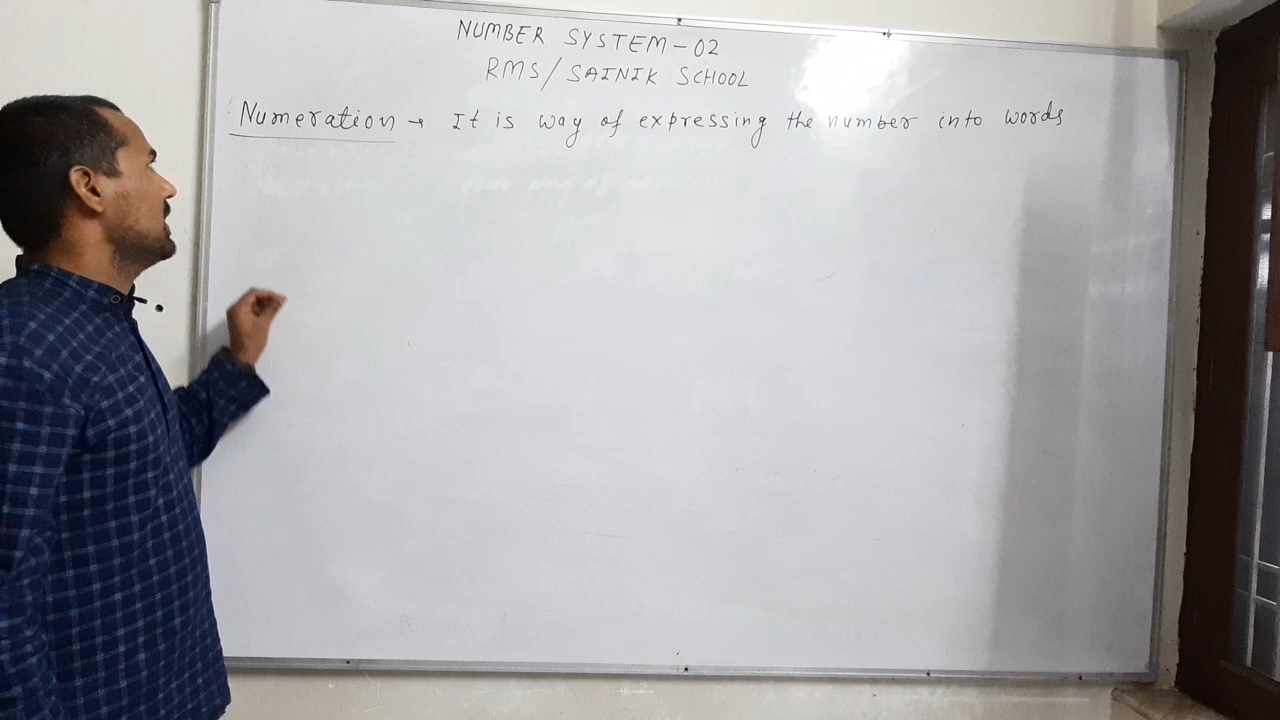 NUMBER SYSTEM-02
RMS/SAINIK SCHOOL
Numeration → It is way of expressing the number into words